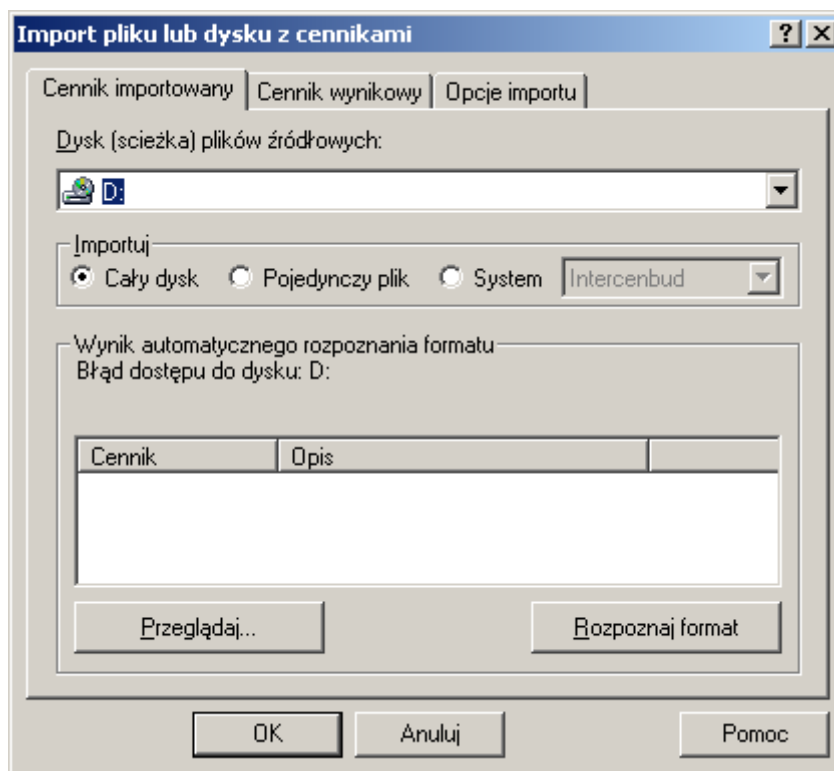 Import pliku lub dysku z cennikami
Cennik importowany Cennik wynikowy Opcje importu
Dysk (scieżka) plików źródłowych:
D:
Importuj
Cały dysk Pojedynczy plik System Intercenbud
Wynik automatycznego rozpoznania formatu
Błąd dostępu do dysku: D:
Cennik Opis
Przeglądaj... Rozpoznaj format
OK Anuluj Pomoc